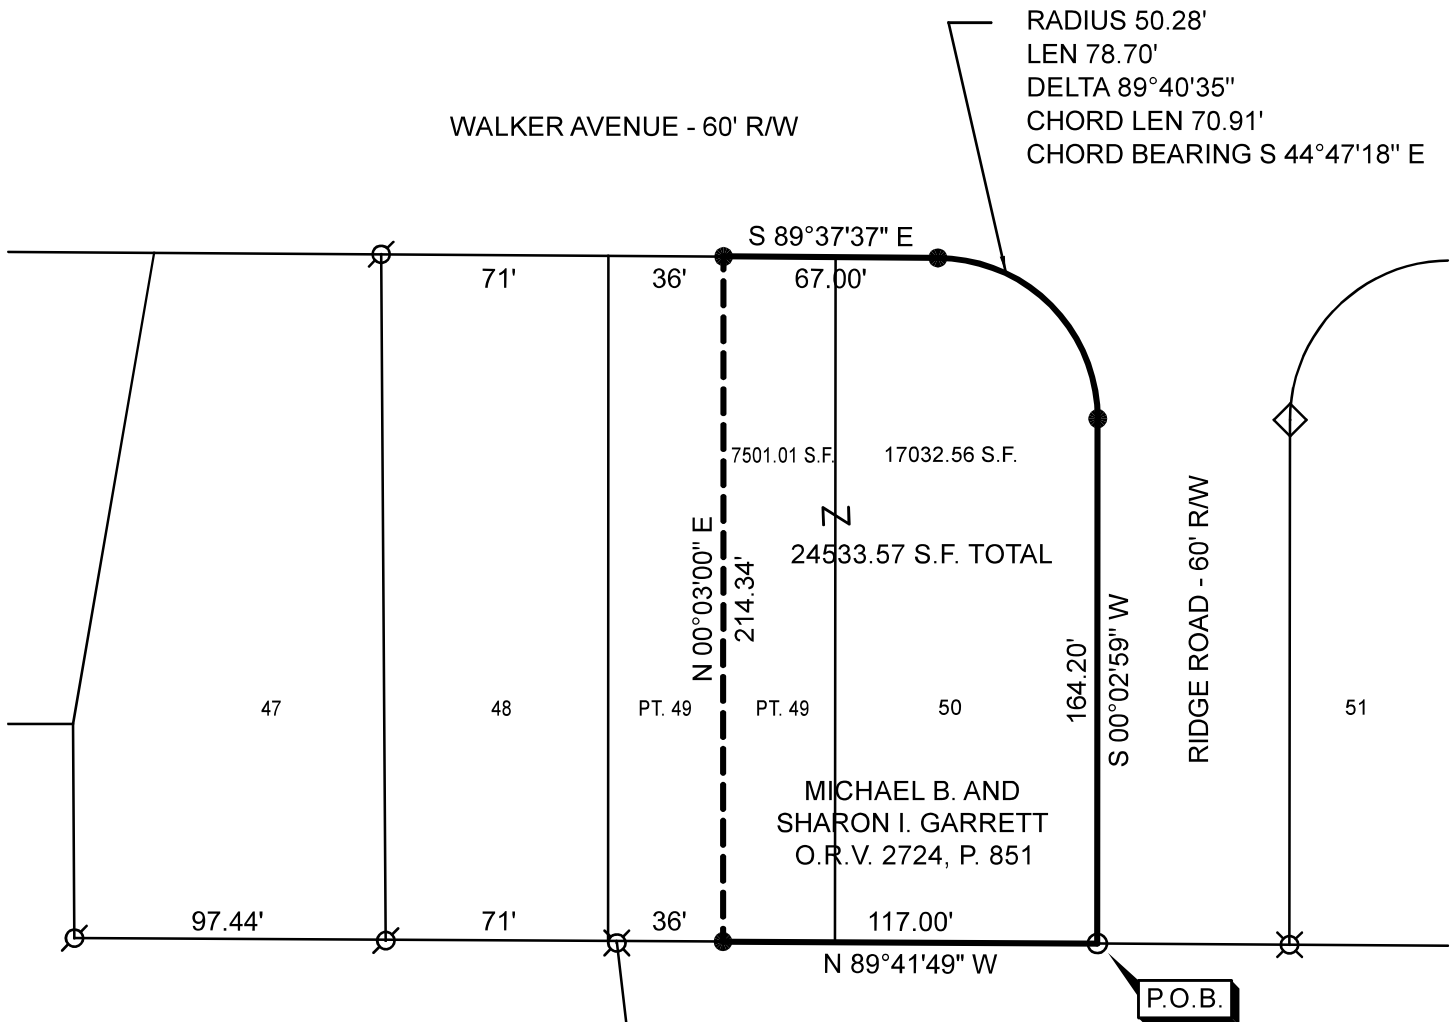 RADIUS 50.28'
LEN 78.70'
DELTA 89°40'35"
CHORD LEN 70.91'
CHORD BEARING S 44°47'18" E
WALKER AVENUE - 60' R/W
S 89°37'37" E
71'
36'
67.00'
7501.01 S.F.
17032.56 S.F.
Z
24533.57 S.F. TOTAL
N 00°03'00" E
214.34'
164.20'
S 00°02'59" W
RIDGE ROAD - 60' R/W
47
48
PT. 49
PT. 49
50
51
MICHAEL B. AND
SHARON I. GARRETT
O.R.V. 2724, P. 851
97.44'
71'
36'
117.00'
N 89°41'49" W
P.O.B.